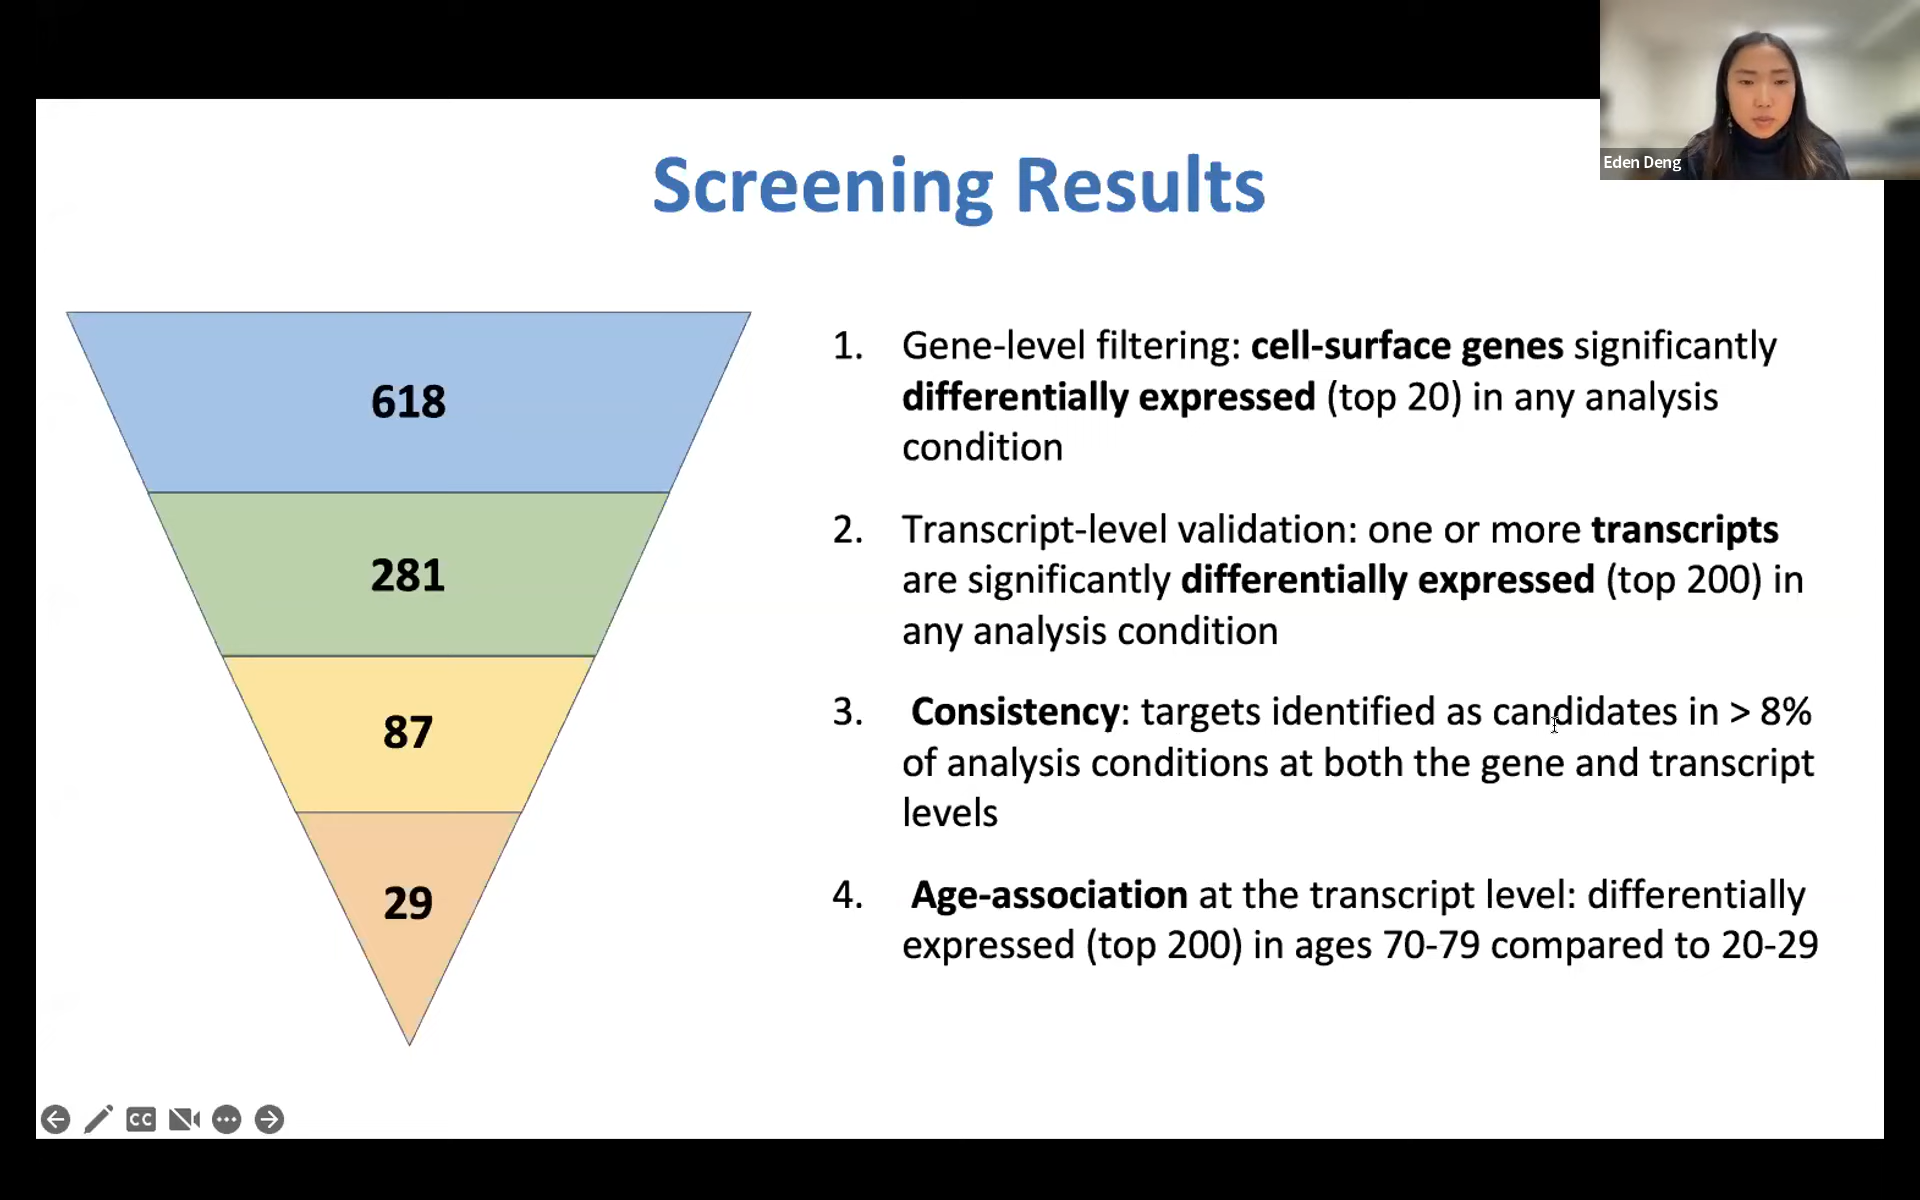 Eden Deng
Screening Results
618
281
87
29
1. Gene-level filtering: cell-surface genes significantly
differentially expressed (top 20) in any analysis
condition
2. Transcript-level validation: one or more transcripts
are significantly differentially expressed (top 200) in
any analysis condition
3. Consistency: targets identified as candidates in > 8%
of analysis conditions at both the gene and transcript
levels
4. Age-association at the transcript level: differentially
expressed (top 200) in ages 70-79 compared to 20-29
CC